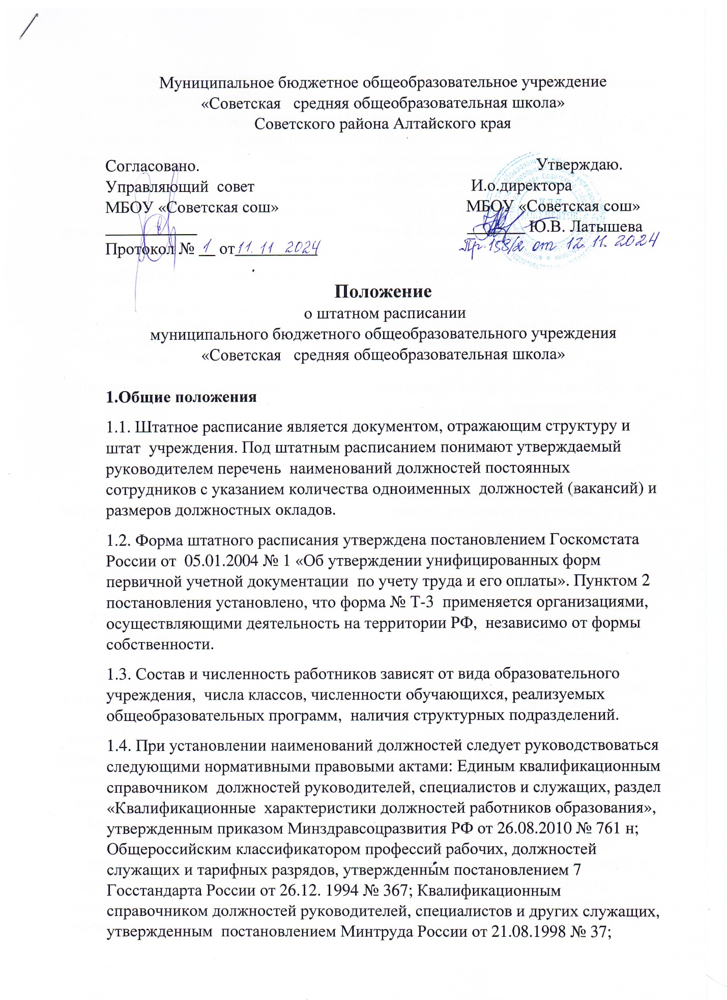 Муниципальное бюджетное общеобразовательное учреждение
«Советская средняя общеобразовательная школа»
Советского района Алтайского края
Согласовано. Утверждаю.
Управляющий совет И.о.директора
МБОУ «Советская сош» МБОУ «Советская сош»
ДЛЯ ДОКУМЕНТОВ
___________ _______ Ю.В. Латышева
Протокол № 1 от 11.11 2024 Пр.153/2 от 12.11.2024
Положение
о штатном расписании
муниципального бюджетного общеобразовательного учреждения
«Советская средняя общеобразовательная школа»
1.Общие положения
1.1. Штатное расписание является документом, отражающим структуру и
штат учреждения. Под штатным расписанием понимают утверждаемый
руководителем перечень наименований должностей постоянных
сотрудников с указанием количества одноименных должностей (вакансий) и
размеров должностных окладов.
1.2. Форма штатного расписания утверждена постановлением Госкомстата
России от 05.01.2004 № 1 «Об утверждении унифицированных форм
первичной учетной документации по учету труда и его оплаты». Пунктом 2
постановления установлено, что форма № Т-3 применяется организациями,
осуществляющими деятельность на территории РФ, независимо от формы
собственности.
1.3. Состав и численность работников зависят от вида образовательного
учреждения, числа классов, численности обучающихся, реализуемых
общеобразовательных программ, наличия структурных подразделений.
1.4. При установлении наименований должностей следует руководствоваться
следующими нормативными правовыми актами: Единым квалификационным
справочником должностей руководителей, специалистов и служащих, раздел
«Квалификационные характеристики должностей работников образования»,
утвержденным приказом Минздравсоцразвития РФ от 26.08.2010 № 761 н;
Общероссийским классификатором профессий рабочих, должностей
служащих и тарифных разрядов, утвержденным постановлением 7
Госстандарта России от 26.12. 1994 № 367; Квалификационным
справочником должностей руководителей, специалистов и других служащих,
утвержденным постановлением Минтруда России от 21.08.1998 № 37;